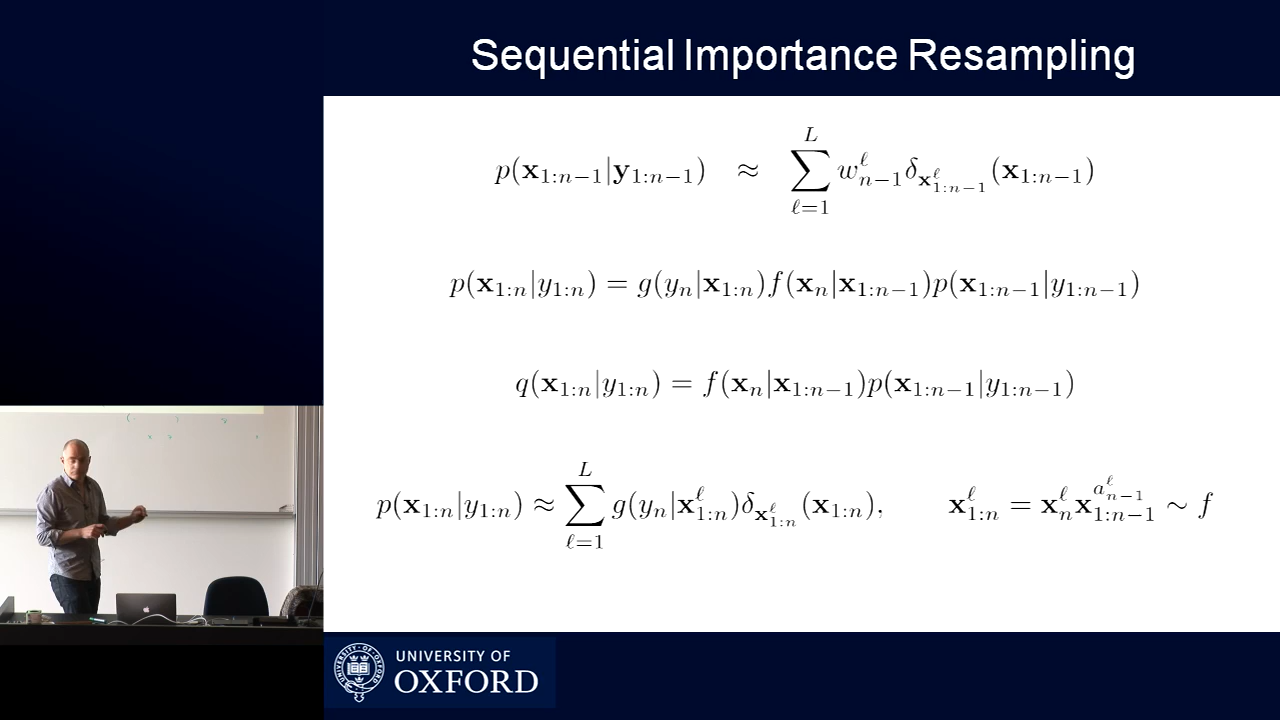 Sequential Importance Resampling
p(x_{1:n−1}|y_{1:n−1}) ≈ \sum_{ℓ=1}^{L} w_{n−1}^{ℓ} δ_{x_{1:n−1}^{ℓ}}(x_{1:n−1})
p(x_{1:n}|y_{1:n}) = g(y_n|x_{1:n})f(x_n|x_{1:n−1})p(x_{1:n−1}|y_{1:n−1})
q(x_{1:n}|y_{1:n}) = f(x_n|x_{1:n−1})p(x_{1:n−1}|y_{1:n−1})
p(x_{1:n}|y_{1:n}) ≈ \sum_{ℓ=1}^{L} g(y_n|x_{1:n}^{ℓ})δ_{x_{1:n}^{ℓ}}(x_{1:n}), x_{1:n}^{ℓ} = x_n^{ℓ} x_{1:n−1}^{a_{n−1}^{ℓ}} ∼ f
UNIVERSITY OF
OXFORD